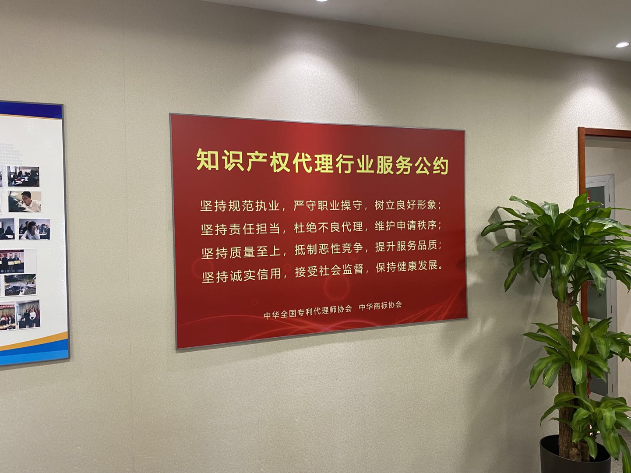 知识产权代理行业服务公约
坚持规范执业，严守职业操守，树立良好形象；
坚持责任担当，杜绝不良代理，维护申请秩序；
坚持质量至上，抵制恶性竞争，提升服务品质；
坚持诚实信用，接受社会监督，保持健康发展。
中华全国专利代理师协会 中华商标协会